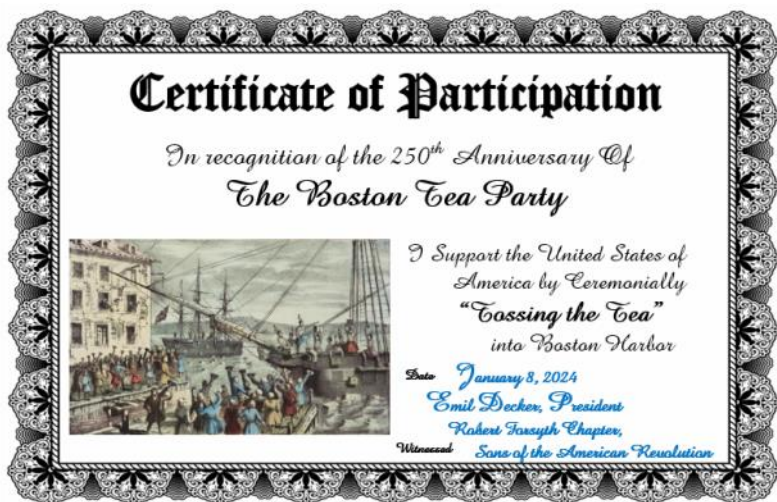 Certificate of Participation
In recognition of the 250th Anniversary Of
The Boston Tea Party
I Support the United States of
America by Ceremonially
“Tossing the Tea”
into Boston Harbor
Date January 8, 2024
Emil Decker, President
Robert Forsyth Chapter,
Witnessed Sons of the American Revolution